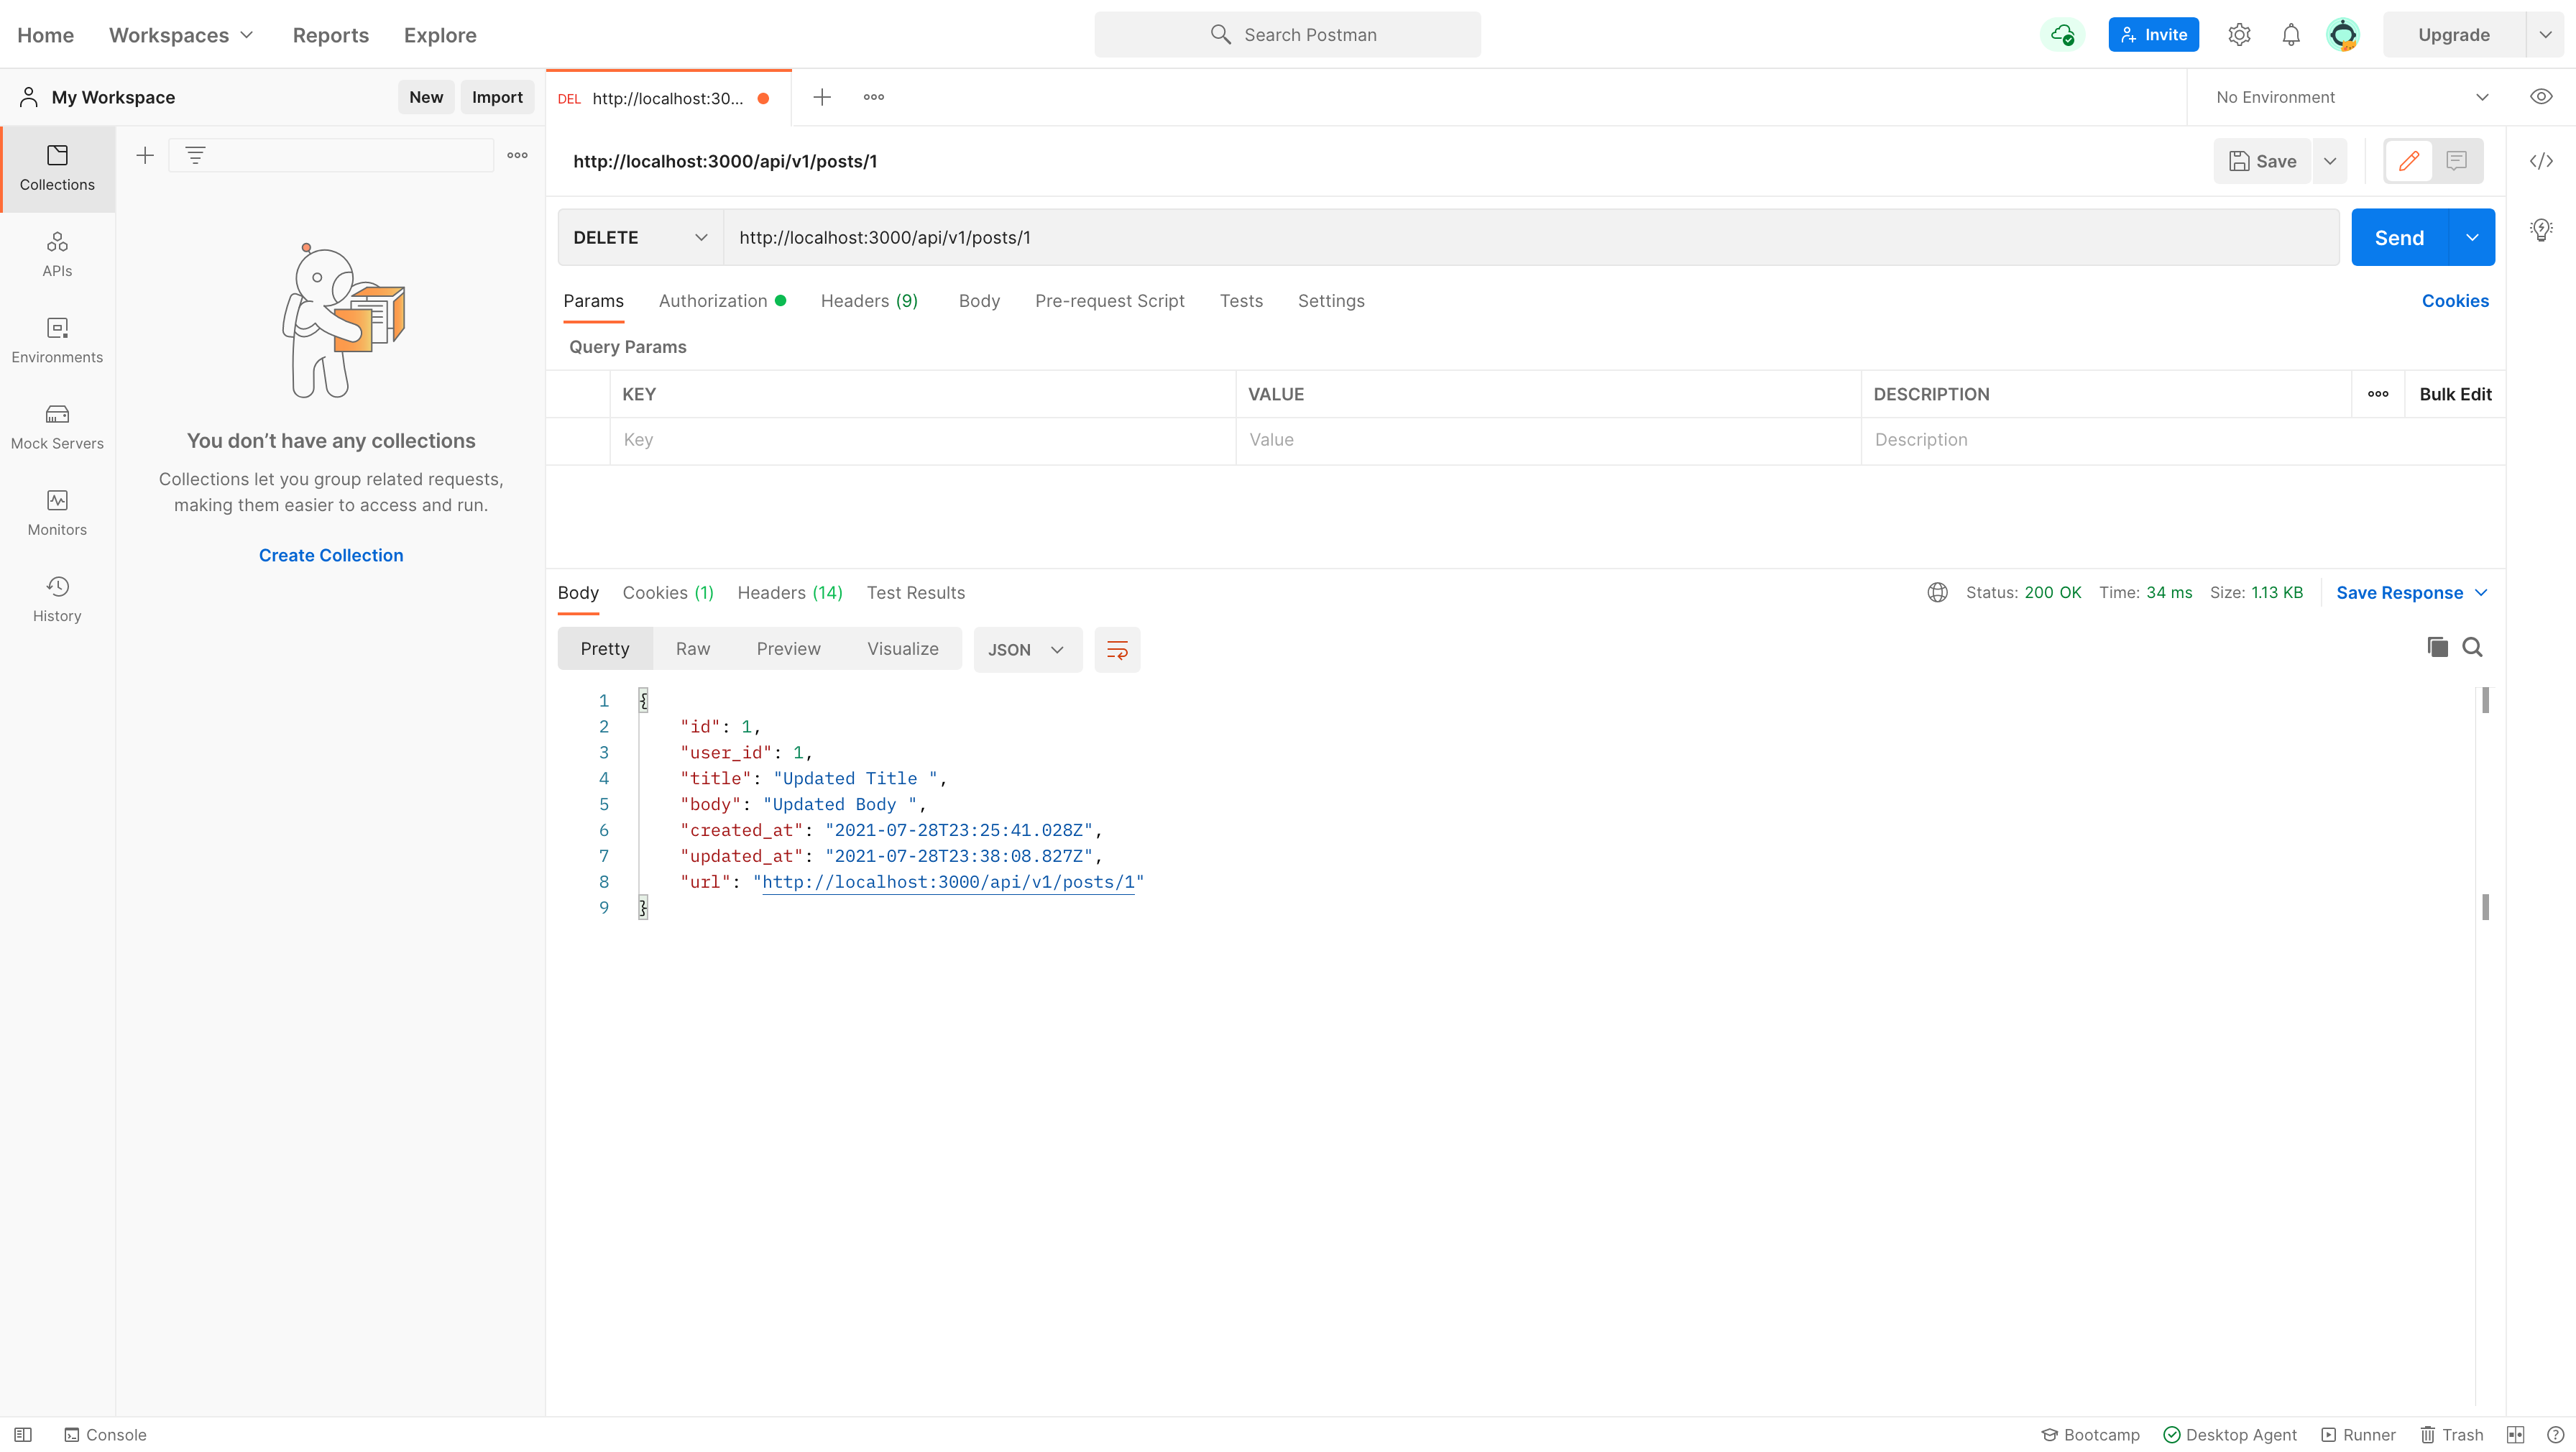 Home Workspaces Reports Explore Search Postman Invite Upgrade
My Workspace New Import DEL http://localhost:30... No Environment
Collections
APIs
Environments
Mock Servers
Monitors
History
You don’t have any collections
Collections let you group related requests,
making them easier to access and run.
Create Collection
http://localhost:3000/api/v1/posts/1 Save
DELETE http://localhost:3000/api/v1/posts/1 Send
Params Authorization Headers (9) Body Pre-request Script Tests Settings Cookies
Query Params
KEY VALUE DESCRIPTION Bulk Edit
Key Value Description
Body Cookies (1) Headers (14) Test Results Status: 200 OK Time: 34 ms Size: 1.13 KB Save Response
Pretty Raw Preview Visualize JSON
1 {
2 "id": 1,
3 "user_id": 1,
4 "title": "Updated Title ",
5 "body": "Updated Body ",
6 "created_at": "2021-07-28T23:25:41.028Z",
7 "updated_at": "2021-07-28T23:38:08.827Z",
8 "url": "http://localhost:3000/api/v1/posts/1"
9 }
Console Bootcamp Desktop Agent Runner Trash